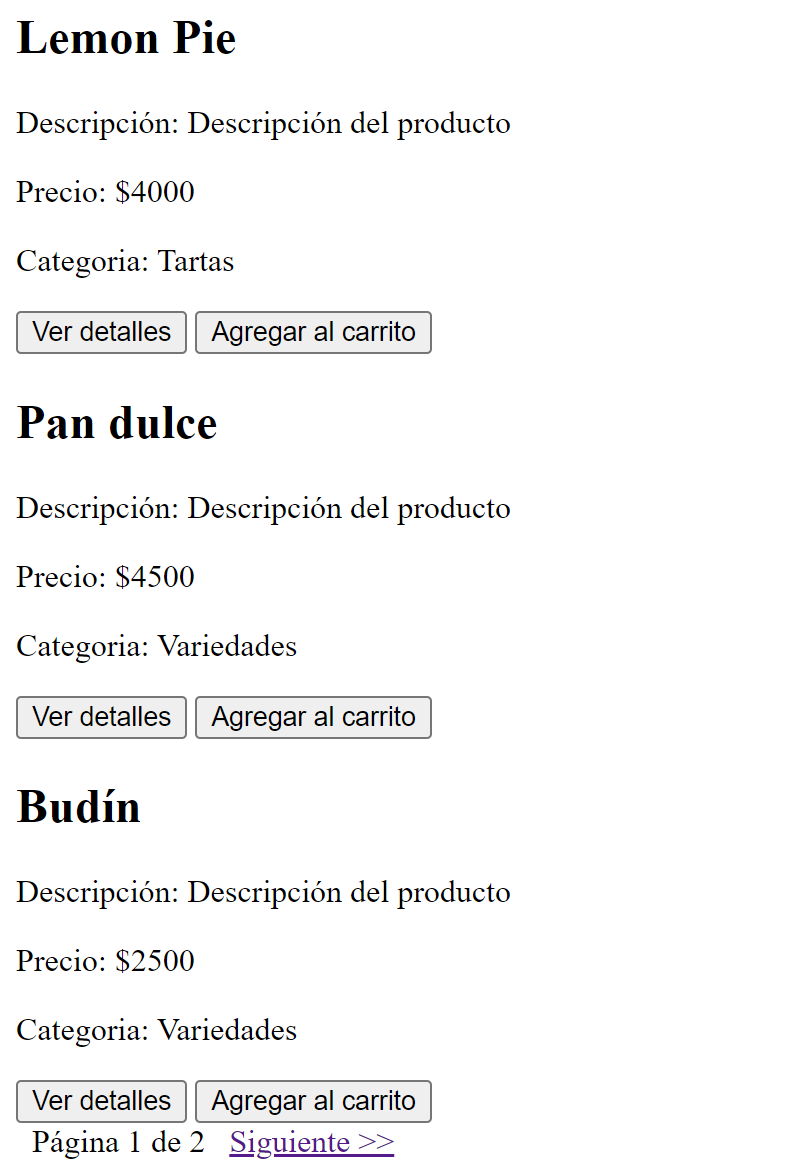 Lemon Pie
Descripción: Descripción del producto
Precio: $4000
Categoria: Tartas
Ver detalles Agregar al carrito
Pan dulce
Descripción: Descripción del producto
Precio: $4500
Categoria: Variedades
Ver detalles Agregar al carrito
Budín
Descripción: Descripción del producto
Precio: $2500
Categoria: Variedades
Ver detalles Agregar al carrito
Página 1 de 2 Siguiente >>